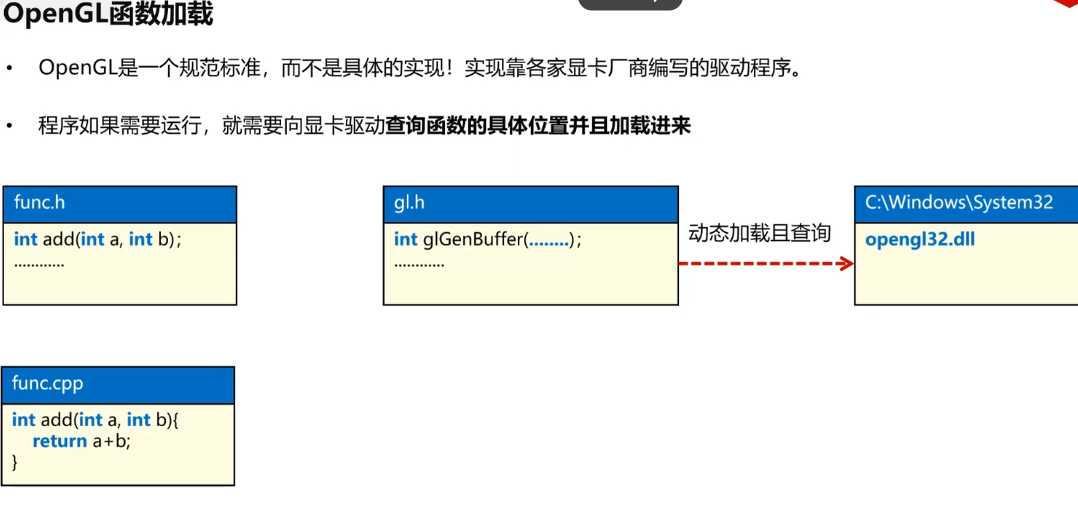 OpenGL函数加载
• OpenGL是一个规范标准，而不是具体的实现！实现靠各家显卡厂商编写的驱动程序。
• 程序如果需要运行，就需要向显卡驱动查询函数的具体位置并且加载进来
func.h
int add(int a, int b);
............
gl.h
int glGenBuffer(........);
............
动态加载且查询
C:\Windows\System32
opengl32.dll
func.cpp
int add(int a, int b){
return a+b;
}